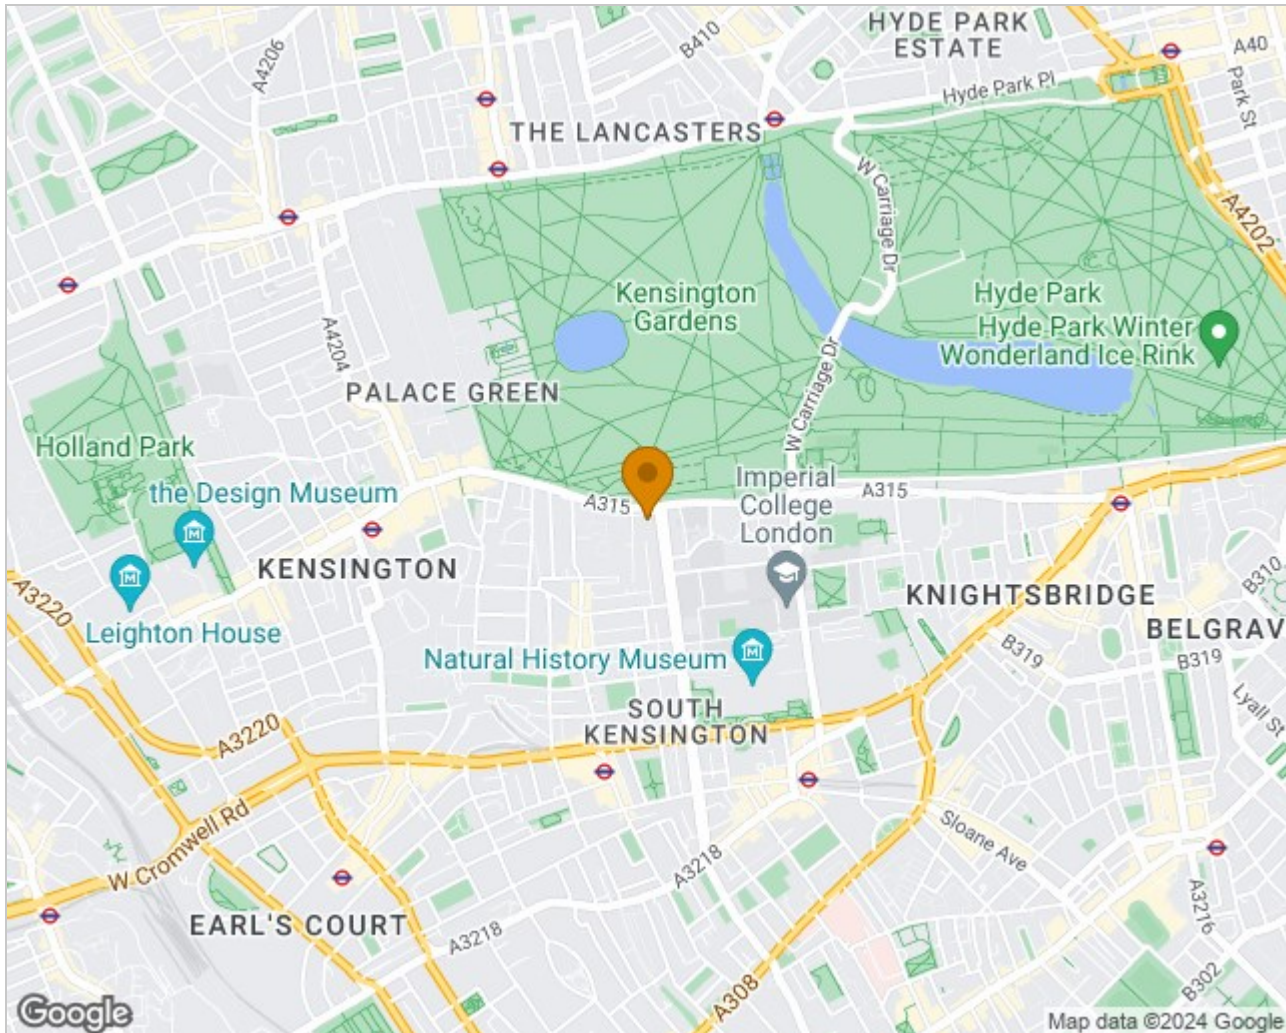 HYDE PARK
ESTATE
B410
A40
A4206
Park St
Hyde Park Pl
THE LANCASTERS
W Carriage Dr
A4202
Kensington
Gardens
Hyde Park
Hyde Park Winter
Wonderland Ice Rink
A4204
PALACE GREEN
W Carriage Dr
Holland Park
the Design Museum
A315
Imperial
College
London
A315
KENSINGTON
A3220
KNIGHTSBRIDGE
B310
Leighton House
BELGRAV
Natural History Museum
B319
B319
Lyall St
SOUTH
KENSINGTON
A3220
W Cromwell Rd
Sloane Ave
A3218
EARL'S COURT
A3218
A3216
A308
B302
Google
Map data ©2024 Google